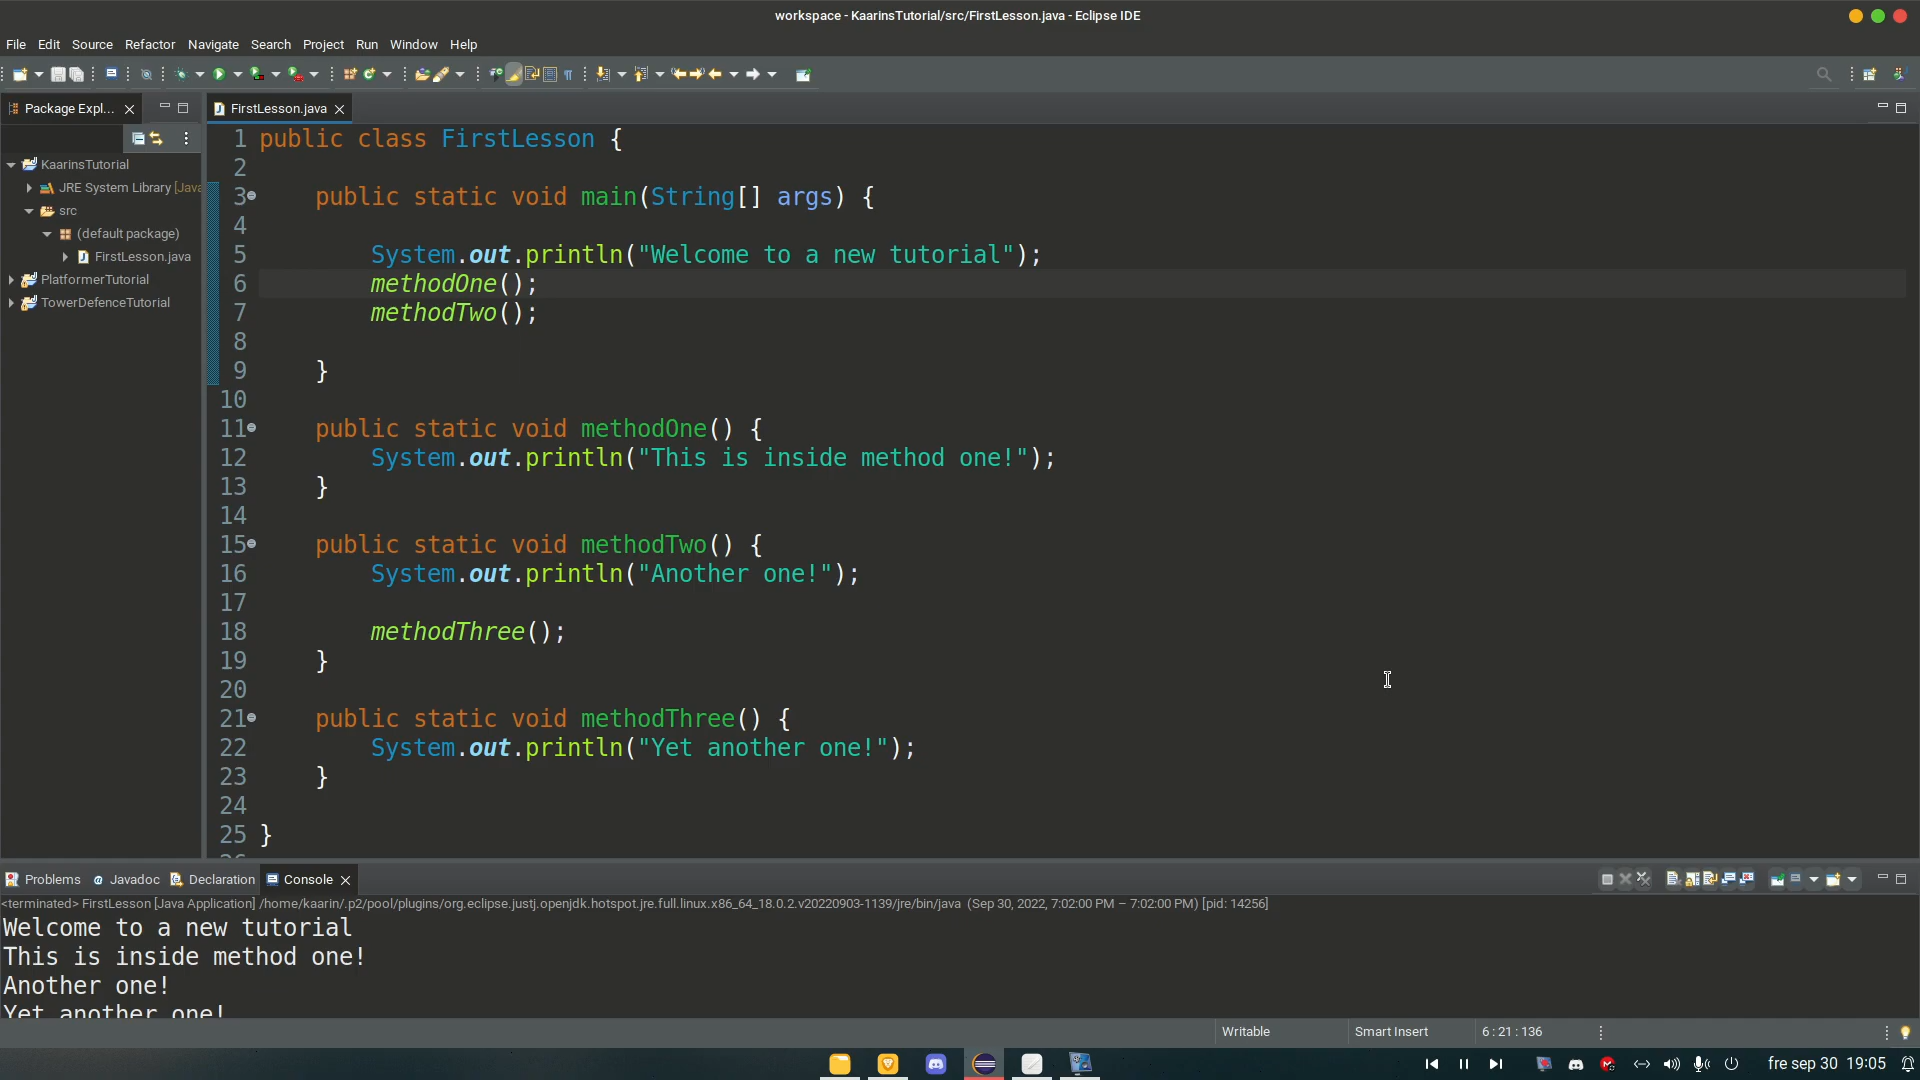 workspace - KaarinsTutorial/src/FirstLesson.java - Eclipse IDE
File Edit Source Refactor Navigate Search Project Run Window Help
Package Expl...
FirstLesson.java
KaarinsTutorial
JRE System Library [Java
src
(default package)
FirstLesson.java
PlatformerTutorial
TowerDefenceTutorial
1 public class FirstLesson {
2
3 public static void main(String[] args) {
4
5 System.out.println("Welcome to a new tutorial");
6 methodOne();
7 methodTwo();
8
9 }
10
11 public static void methodOne() {
12 System.out.println("This is inside method one!");
13 }
14
15 public static void methodTwo() {
16 System.out.println("Another one!");
17
18 methodThree();
19 }
20
21 public static void methodThree() {
22 System.out.println("Yet another one!");
23 }
24
25 }
Problems Javadoc Declaration Console
<terminated> FirstLesson [Java Application] /home/kaarin/.p2/pool/plugins/org.eclipse.justj.openjdk.hotspot.jre.full.linux.x86_64_18.0.2.v20220903-1139/jre/bin/java (Sep 30, 2022, 7:02:00 PM – 7:02:00 PM) [pid: 14256]
Welcome to a new tutorial
This is inside method one!
Another one!
Yet another one!
Writable Smart Insert 6 : 21 : 136
fre sep 30 19:05